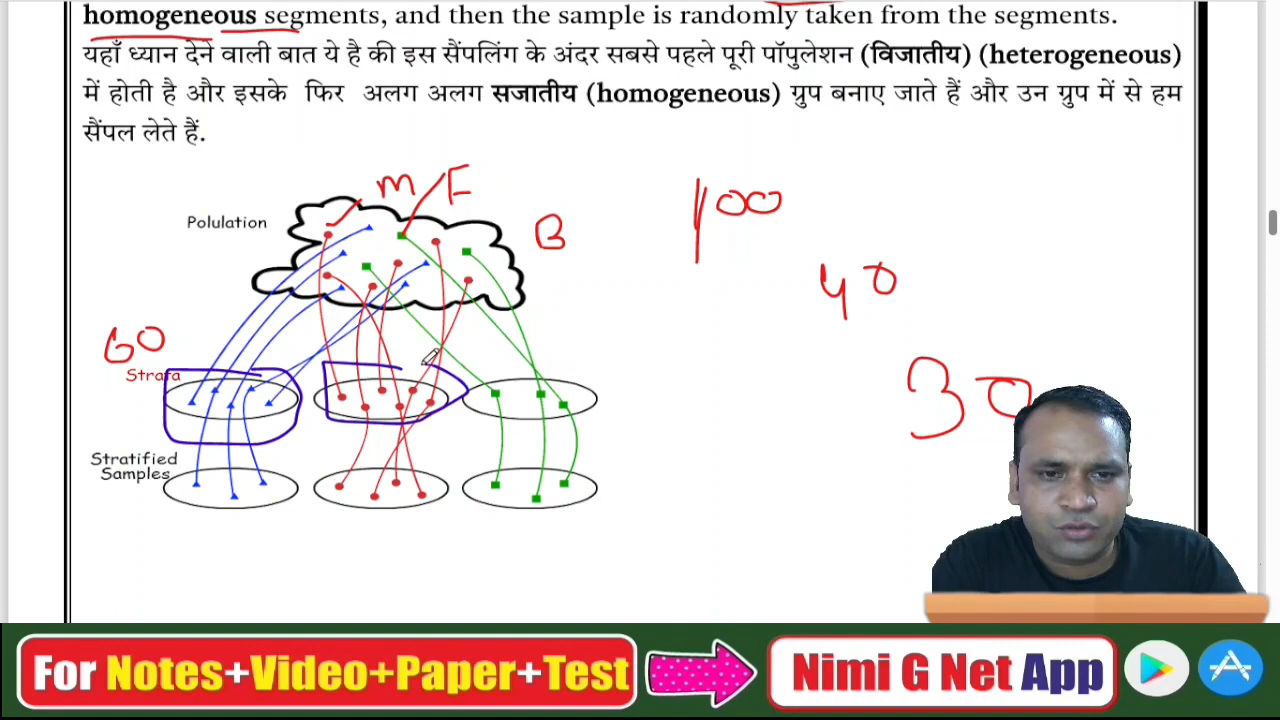 homogeneous segments, and then the sample is randomly taken from the segments.
यहाँ ध्यान देने वाली बात ये है की इस सैंपलिंग के अंदर सबसे पहले पूरी पॉपुलेशन (विजातीय) (heterogeneous)
में होती है और इसके फिर अलग अलग सजातीय (homogeneous) ग्रुप बनाए जाते हैं और उन ग्रुप में से हम
सैंपल लेते हैं.
M/F
Polulation
B
100
40
60
30
Strata
Stratified
Samples
For Notes+Video+Paper+Test
Nimi G Net App